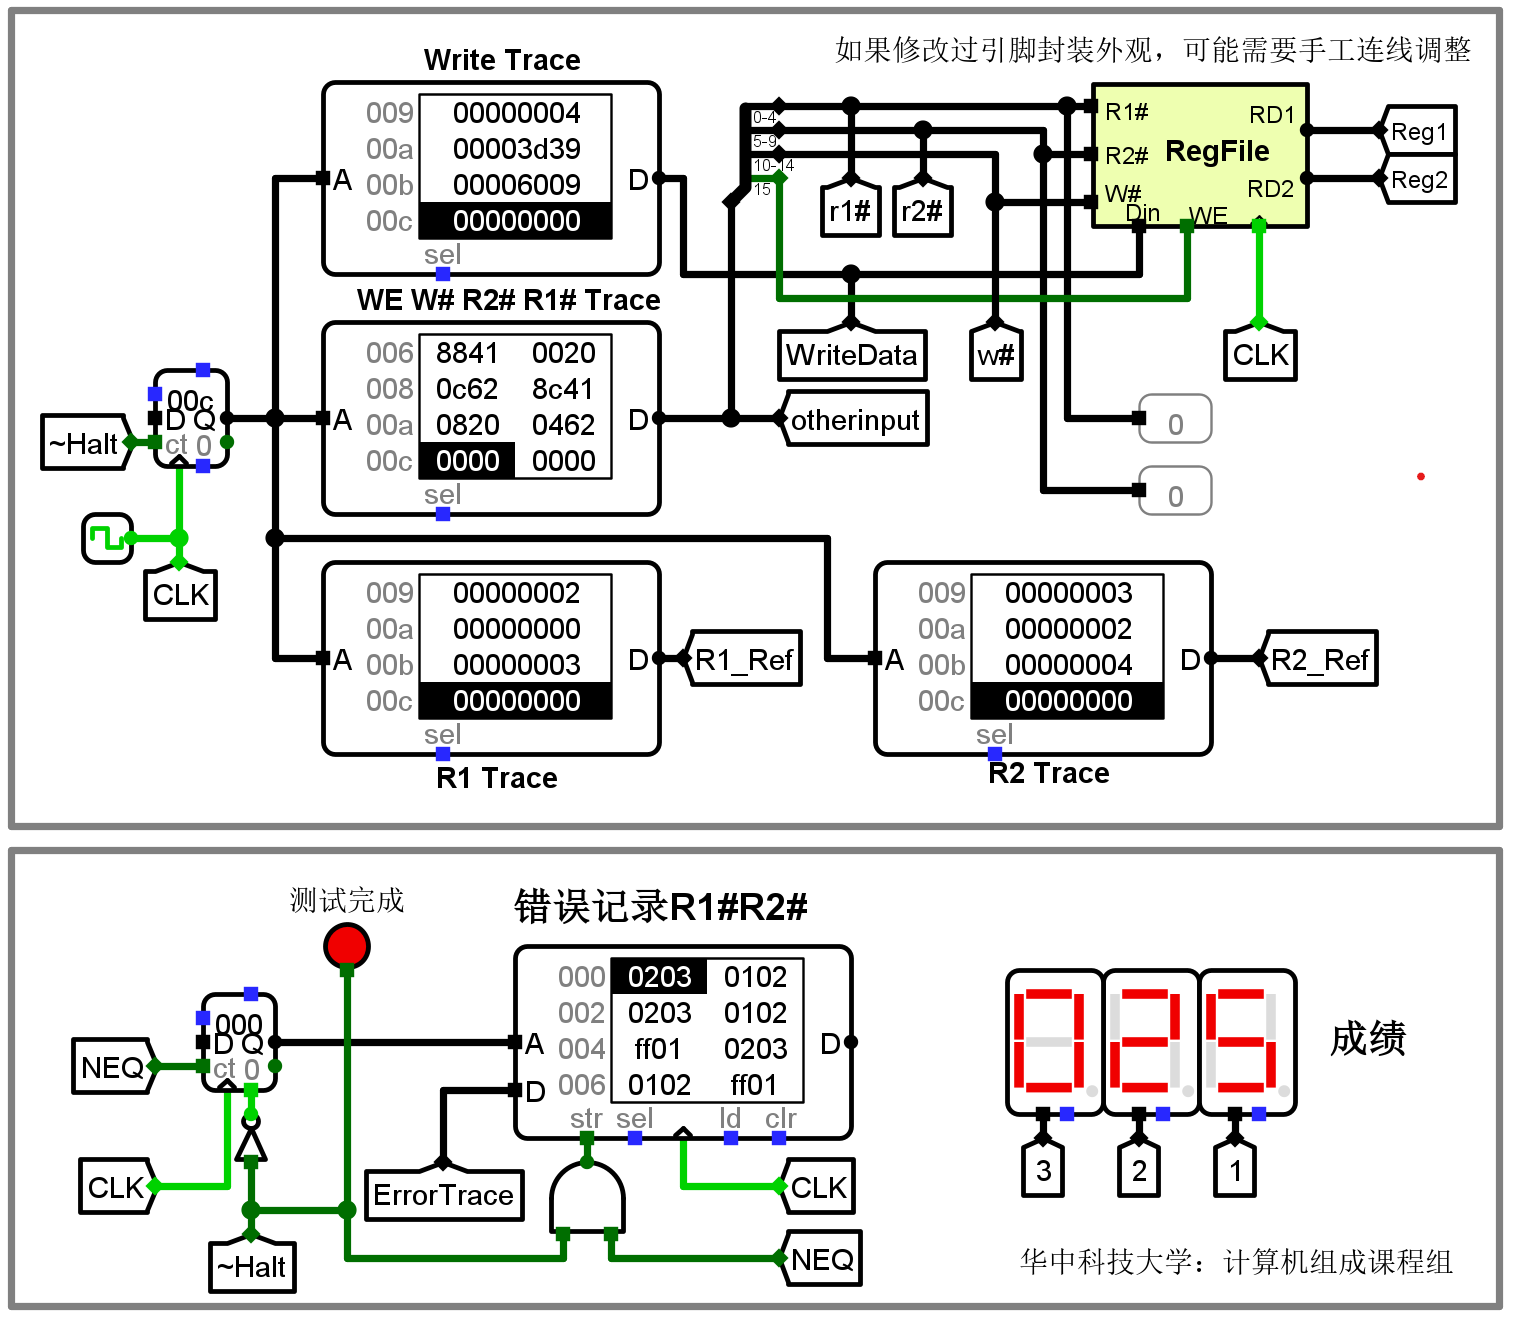 Write Trace
如果修改过引脚封装外观，可能需要手工连线调整
009 00000004
00a 00003d39
00b 00006009
00c 00000000
A
D
sel
0-4
5-9
10-14
15
r1#
r2#
R1#
R2#
W#
Din
WE
RegFile
RD1
RD2
Reg1
Reg2
WE W# R2# R1# Trace
006 8841 0020
008 0c62 8c41
00a 0820 0462
00c 0000 0000
A
D
sel
WriteData
w#
CLK
otherinput
0
0
~Halt
00c
D Q
ct 0
CLK
009 00000002
00a 00000000
00b 00000003
00c 00000000
A
D
sel
R1_Ref
R1 Trace
009 00000003
00a 00000002
00b 00000004
00c 00000000
A
D
sel
R2_Ref
R2 Trace
测试完成
错误记录R1#R2#
000 0203 0102
002 0203 0102
004 ff01 0203
006 0102 ff01
A
D
D
str sel ld clr
NEQ
000
D Q
ct 0
CLK
~Halt
ErrorTrace
CLK
NEQ
025
成绩
3
2
1
华中科技大学：计算机组成课程组